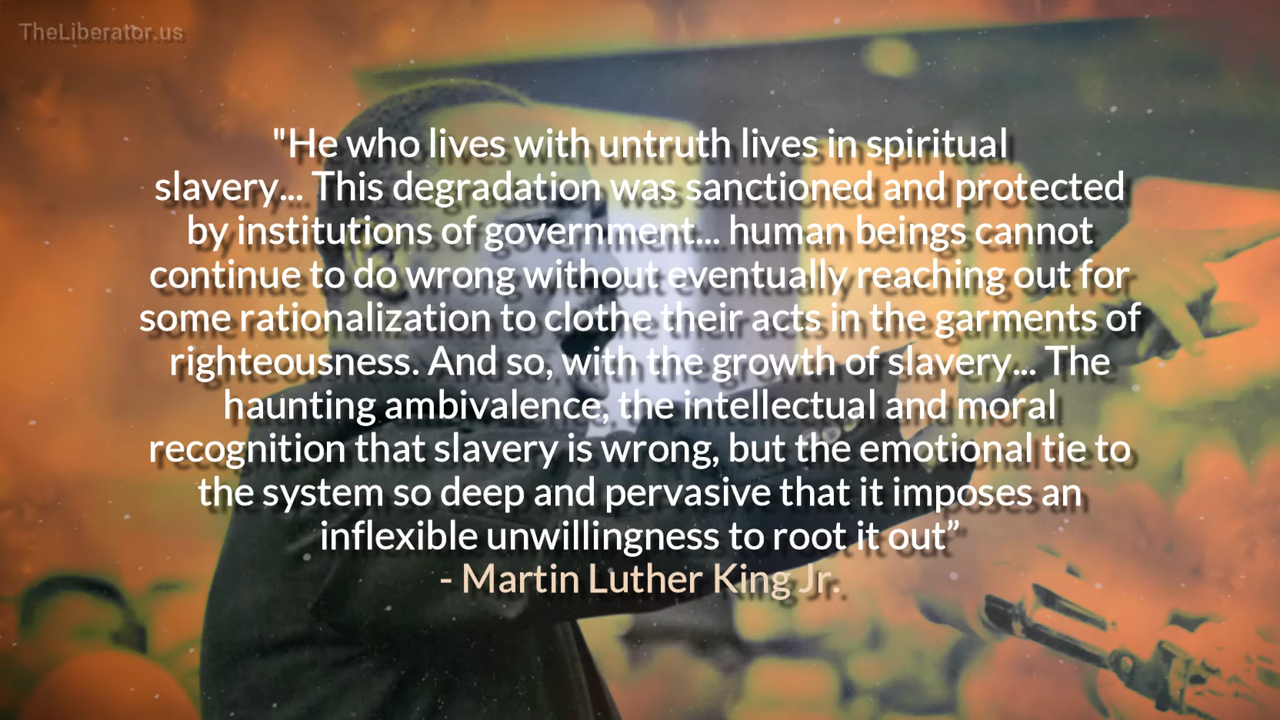 TheLiberator.us
"He who lives with untruth lives in spiritual
slavery... This degradation was sanctioned and protected
by institutions of government... human beings cannot
continue to do wrong without eventually reaching out for
some rationalization to clothe their acts in the garments of
righteousness. And so, with the growth of slavery... The
haunting ambivalence, the intellectual and moral
recognition that slavery is wrong, but the emotional tie to
the system so deep and pervasive that it imposes an
inflexible unwillingness to root it out”
- Martin Luther King Jr.